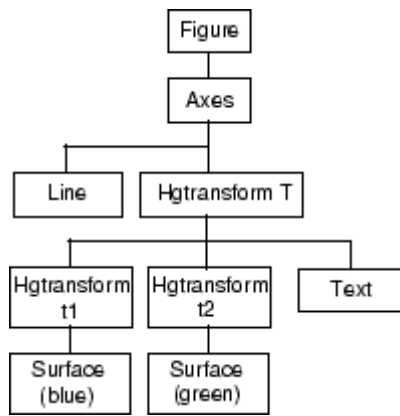 Figure
Axes
Line
Hgtransform T
Hgtransform
t1
Hgtransform
t2
Text
Surface
(blue)
Surface
(green)